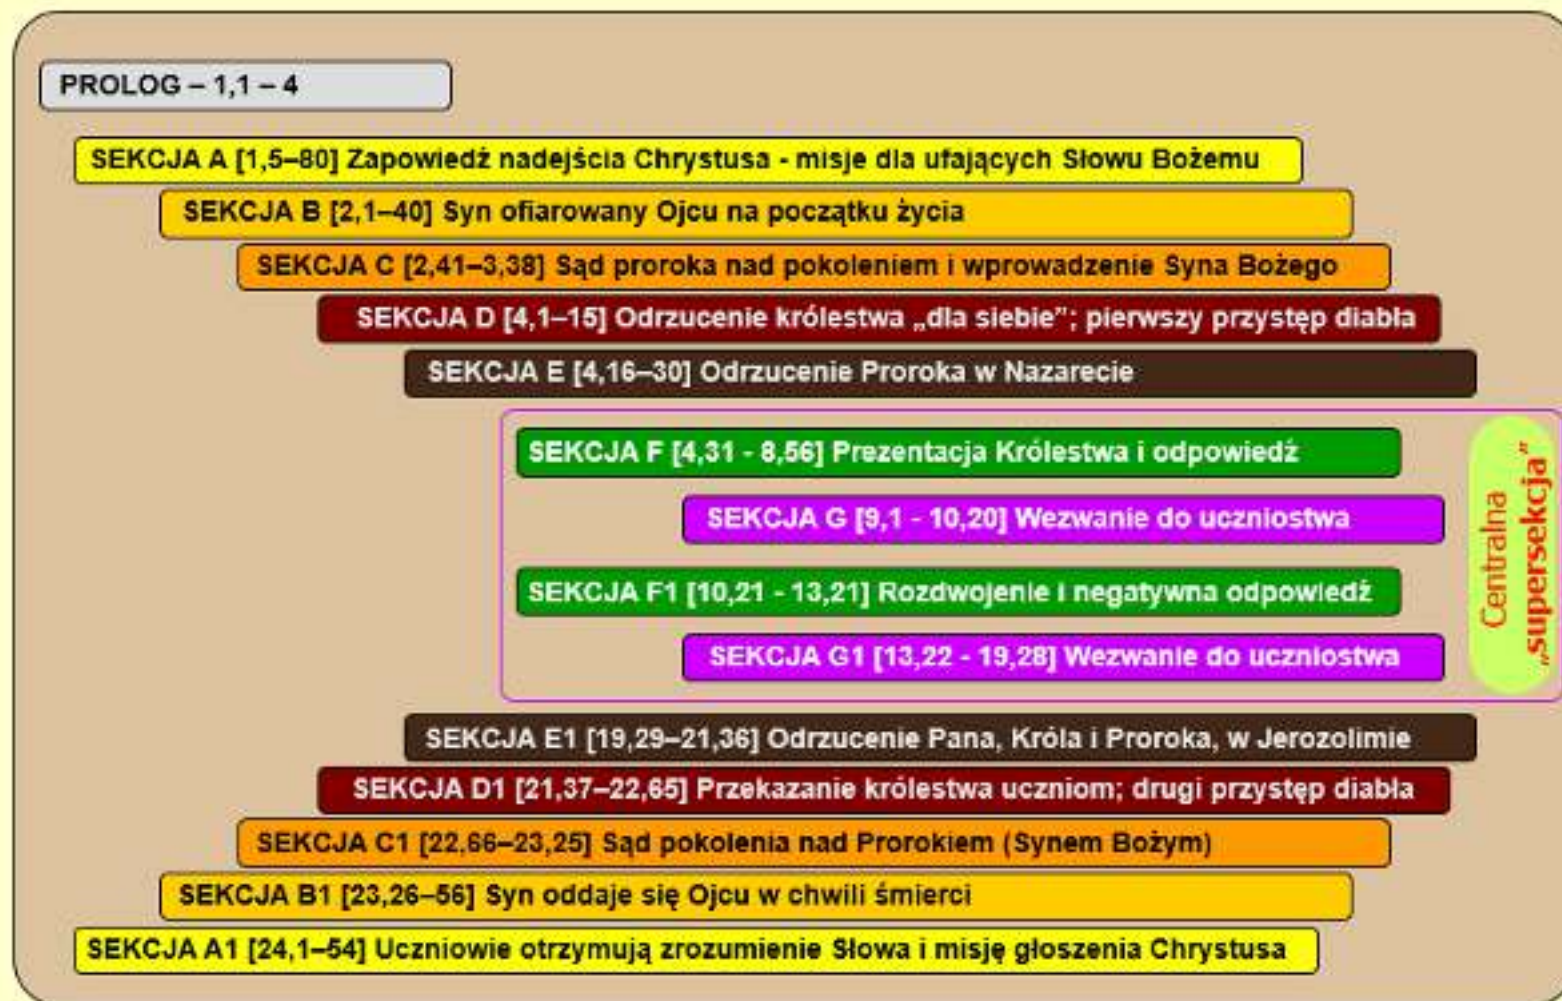 PROLOG – 1,1 – 4
SEKCJA A [1,5–80] Zapowiedź nadejścia Chrystusa - misje dla ufających Słowu Bożemu
SEKCJA B [2,1–40] Syn ofiarowany Ojcu na początku życia
SEKCJA C [2,41–3,38] Sąd proroka nad pokoleniem i wprowadzenie Syna Bożego
SEKCJA D [4,1–15] Odrzucenie królestwa „dla siebie”; pierwszy przystęp diabła
SEKCJA E [4,16–30] Odrzucenie Proroka w Nazarecie
SEKCJA F [4,31 - 8,56] Prezentacja Królestwa i odpowiedź
SEKCJA G [9,1 - 10,20] Wezwanie do uczniostwa
SEKCJA F1 [10,21 - 13,21] Rozdwojenie i negatywna odpowiedź
SEKCJA G1 [13,22 - 19,28] Wezwanie do uczniostwa
Centralna
„supersekcja”
SEKCJA E1 [19,29–21,36] Odrzucenie Pana, Króla i Proroka, w Jerozolimie
SEKCJA D1 [21,37–22,65] Przekazanie królestwa uczniom; drugi przystęp diabła
SEKCJA C1 [22,66–23,25] Sąd pokolenia nad Prorokiem (Synem Bożym)
SEKCJA B1 [23,26–56] Syn oddaje się Ojcu w chwili śmierci
SEKCJA A1 [24,1–54] Uczniowie otrzymują zrozumienie Słowa i misję głoszenia Chrystusa